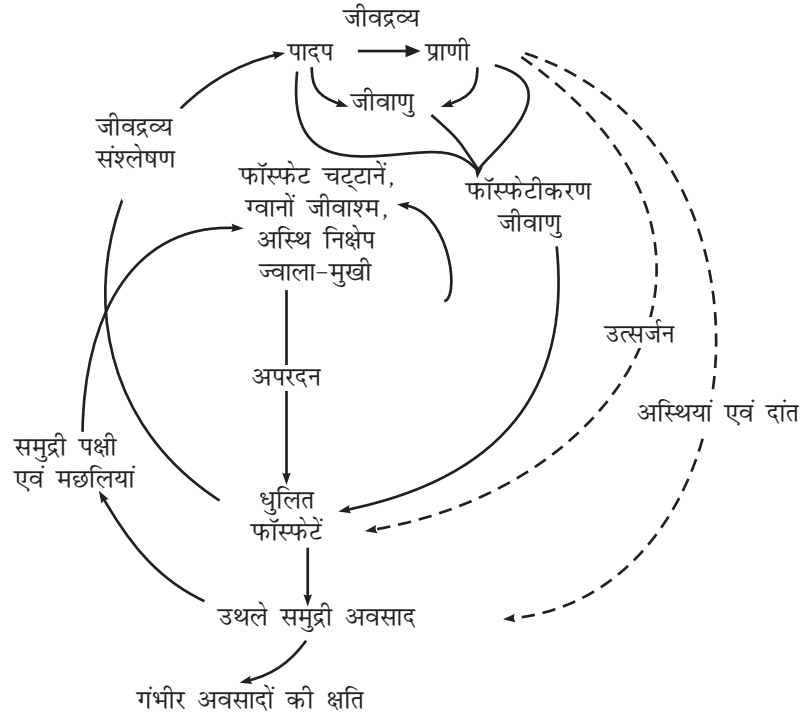 जीवद्रव्य
पादप
प्राणी
जीवाणु
जीवद्रव्य
संश्लेषण
फॉस्फेट चट्टानें,
ग्वानों जीवाश्म,
अस्थि निक्षेप
ज्वाला-मुखी
फॉस्फेटीकरण
जीवाणु
उत्सर्जन
अपरदन
अस्थियां एवं दांत
समुद्री पक्षी
एवं मछलियां
धुलित
फॉस्फेटें
उथले समुद्री अवसाद
गंभीर अवसादों की क्षति